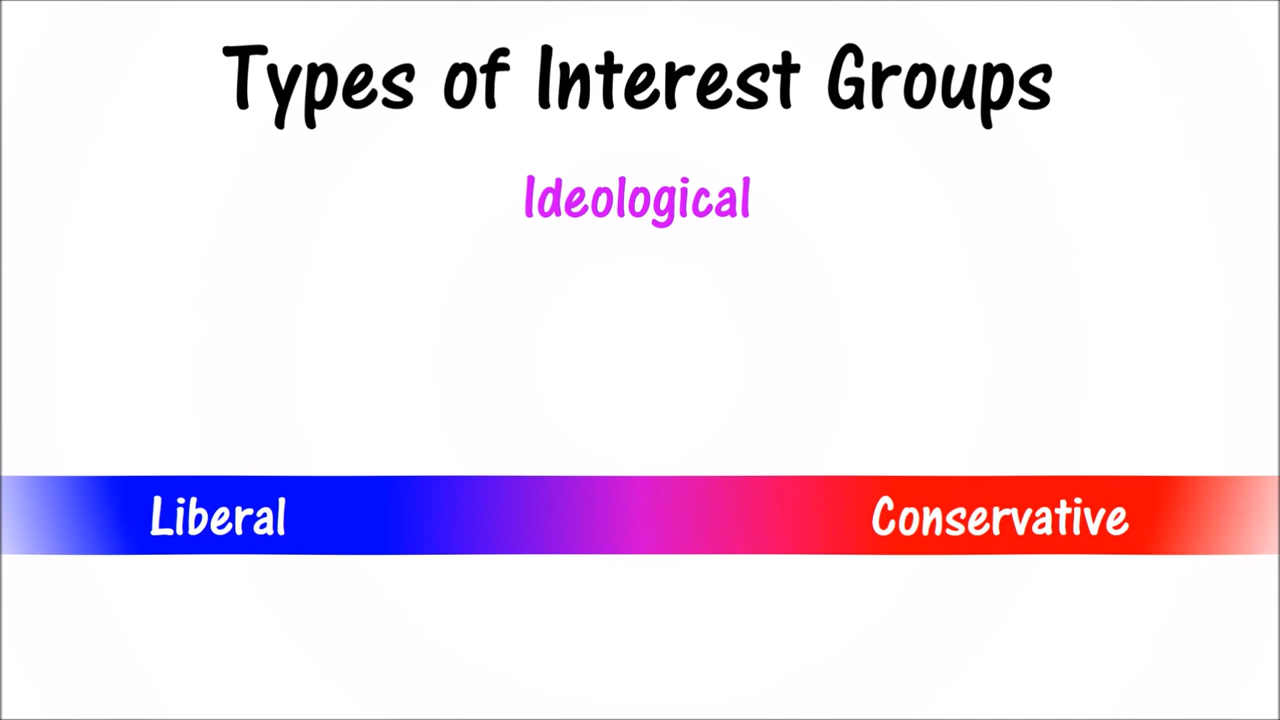 Types of Interest Groups
Ideological
Liberal
Conservative